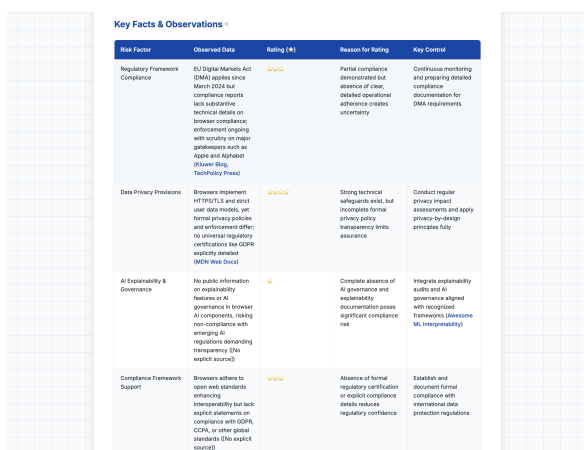 Key Facts & Observations
Risk Factor
Observed Data
Rating (★)
Reason for Rating
Key Control
Regulatory Framework
Compliance
EU Digital Markets Act
(DMA) applies since
March 2024 but
compliance reports
lack substantive
technical details on
browser compliance;
enforcement ongoing
with scrutiny on major
gatekeepers such as
Apple and Alphabet
(Kluwer Blog,
TechPolicy Press)
Partial compliance
demonstrated but
absence of clear,
detailed operational
adherence creates
uncertainty
Continuous monitoring
and preparing detailed
compliance
documentation for
DMA requirements
Data Privacy Provisions
Browsers implement
HTTPS/TLS and strict
user data models, yet
formal privacy policies
and enforcement differ;
no universal regulatory
certifications like GDPR
explicitly detailed
(MDN Web Docs)
Strong technical
safeguards exist, but
incomplete formal
privacy policy
transparency limits
assurance
Conduct regular
privacy impact
assessments and apply
privacy-by-design
principles fully
AI Explainability &
Governance
No public information
on explainability
features or AI
governance in browser
AI components, risking
non-compliance with
emerging AI
regulations demanding
transparency ([No
explicit source])
Complete absence of
AI governance and
explainability
documentation poses
significant compliance
risk
Integrate explainability
audits and AI
governance aligned
with recognized
frameworks (Awesome
ML Interpretability)
Compliance Framework
Support
Browsers adhere to
open web standards
enhancing
interoperability but lack
explicit statements on
compliance with GDPR,
CCPA, or other global
standards ([No explicit
source])
Absence of formal
regulatory certification
or explicit compliance
details reduces
regulatory confidence
Establish and
document formal
compliance with
international data
protection regulations